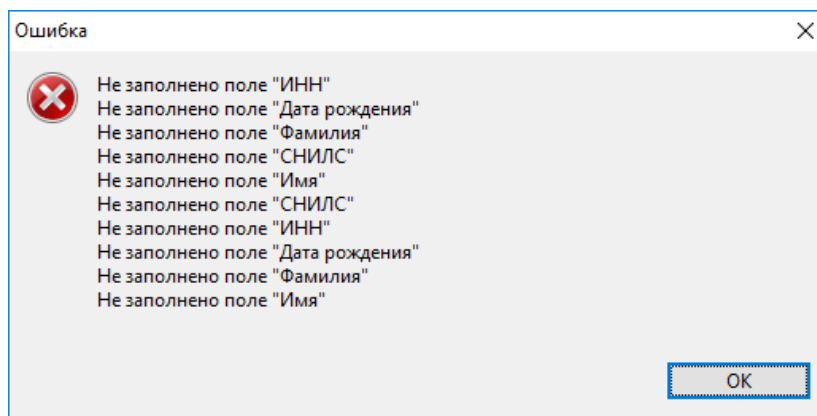 Ошибка
Не заполнено поле "ИНН"
Не заполнено поле "Дата рождения"
Не заполнено поле "Фамилия"
Не заполнено поле "СНИЛС"
Не заполнено поле "Имя"
Не заполнено поле "СНИЛС"
Не заполнено поле "ИНН"
Не заполнено поле "Дата рождения"
Не заполнено поле "Фамилия"
Не заполнено поле "Имя"
OK